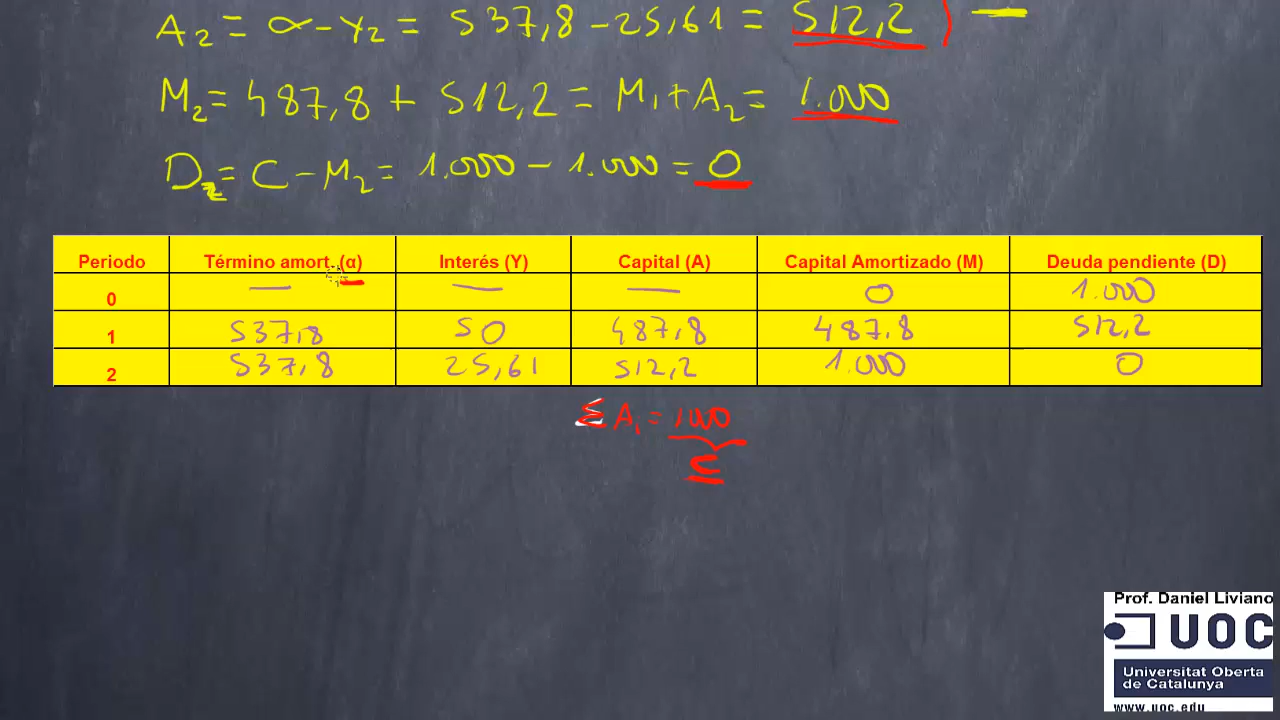 A₂ = α - Y₂ = 537,8 - 25,61 = 512,2 )
M₂ = 487,8 + 512,2 = M₁ + A₂ = 1.000
D₂ = C - M₂ = 1.000 - 1.000 = 0
Periodo Término amort. (α) Interés (Y) Capital (A) Capital Amortizado (M) Deuda pendiente (D)
0 — — — 0 1.000
1 537,8 50 487,8 487,8 512,2
2 537,8 25,61 512,2 1.000 0
Σ Aᵢ = 1.000
C
Prof. Daniel Liviano
UOC
Universitat Oberta
de Catalunya
www.uoc.edu